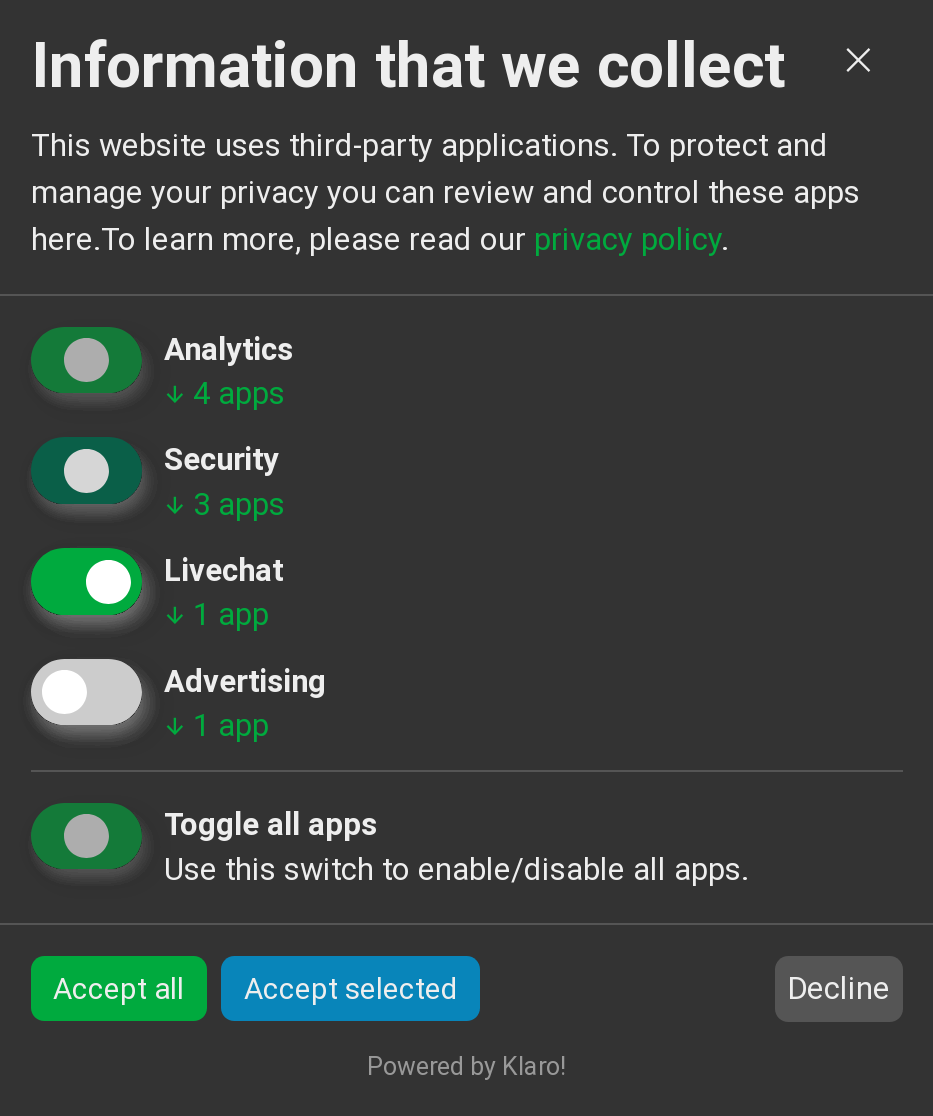 Information that we collect
This website uses third-party applications. To protect and
manage your privacy you can review and control these apps
here.To learn more, please read our privacy policy.
Analytics
↓ 4 apps
Security
↓ 3 apps
Livechat
↓ 1 app
Advertising
↓ 1 app
Toggle all apps
Use this switch to enable/disable all apps.
Accept all Accept selected Decline
Powered by Klaro!